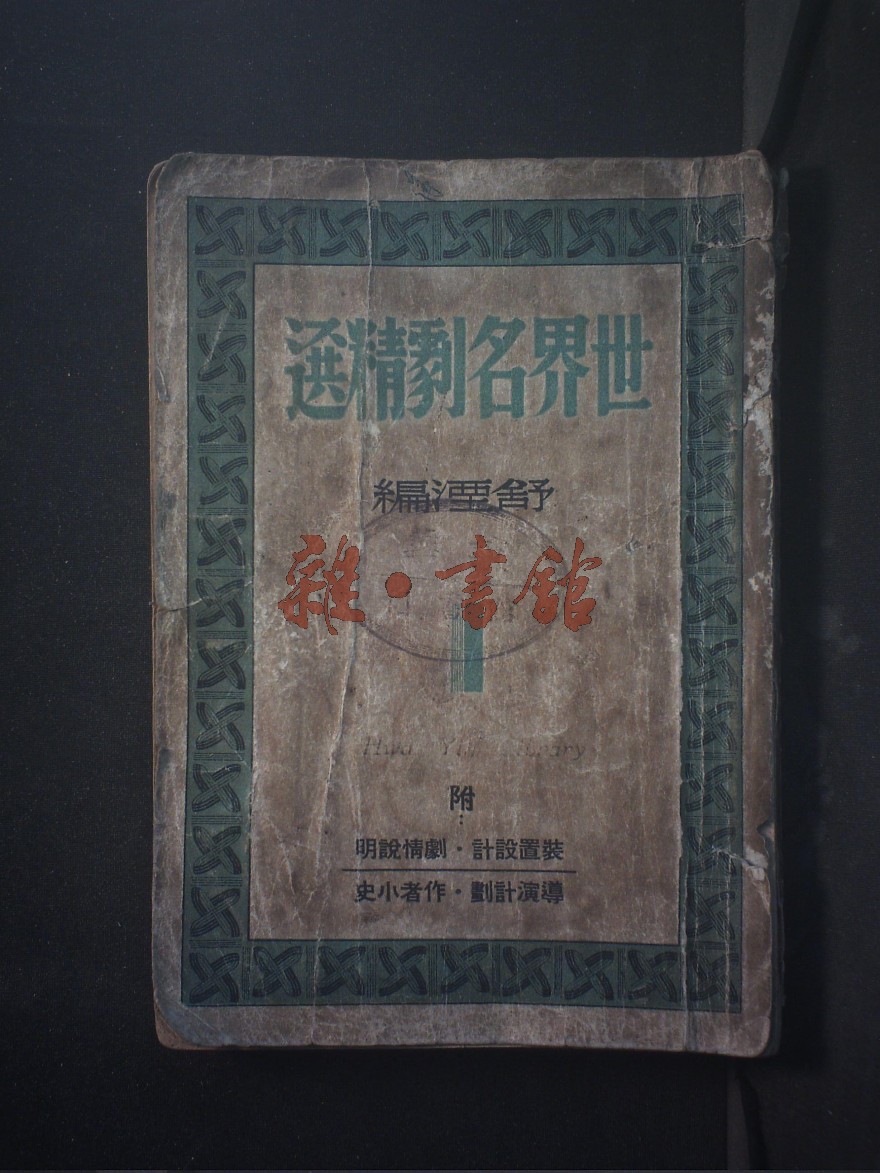 世界名劇精選
舒湮編
雜·書館
1
附：
裝置設計·劇情說明
導演計劃·作者小史